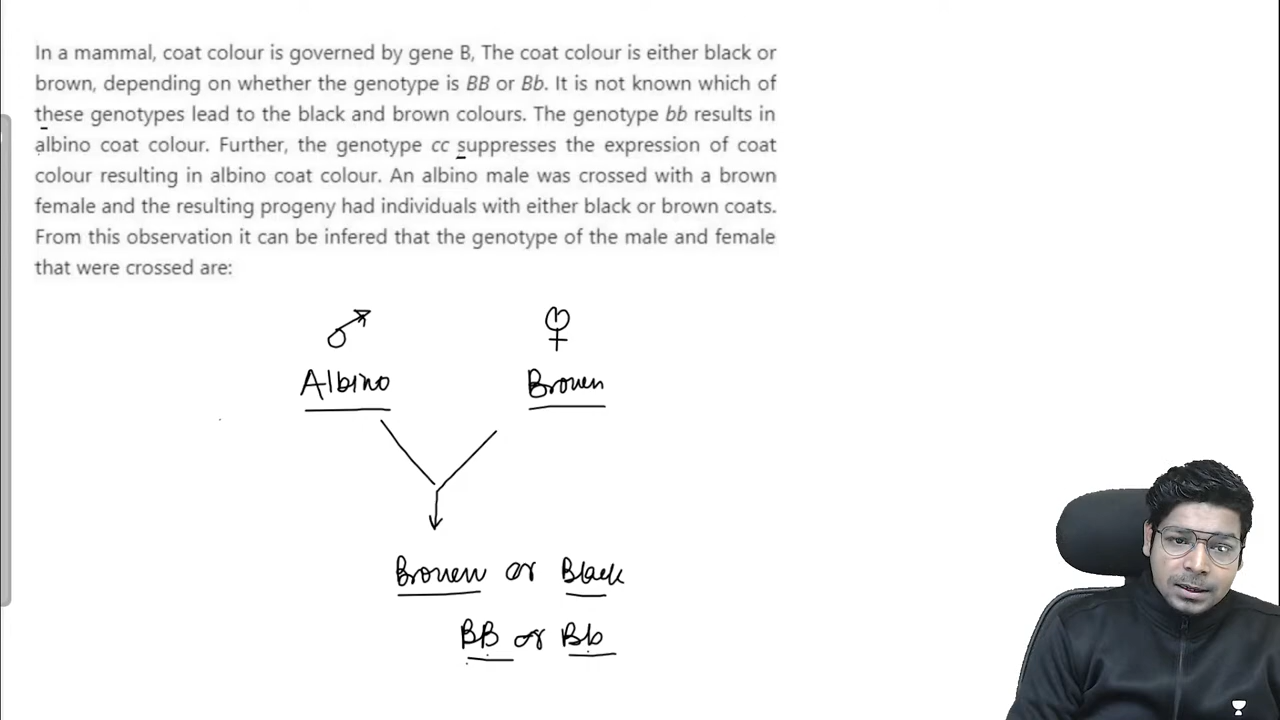 In a mammal, coat colour is governed by gene B, The coat colour is either black or
brown, depending on whether the genotype is BB or Bb. It is not known which of
these genotypes lead to the black and brown colours. The genotype bb results in
albino coat colour. Further, the genotype cc suppresses the expression of coat
colour resulting in albino coat colour. An albino male was crossed with a brown
female and the resulting progeny had individuals with either black or brown coats.
From this observation it can be infered that the genotype of the male and female
that were crossed are:
♂ ♀
Albino Brown
Brown or Black
BB or Bb